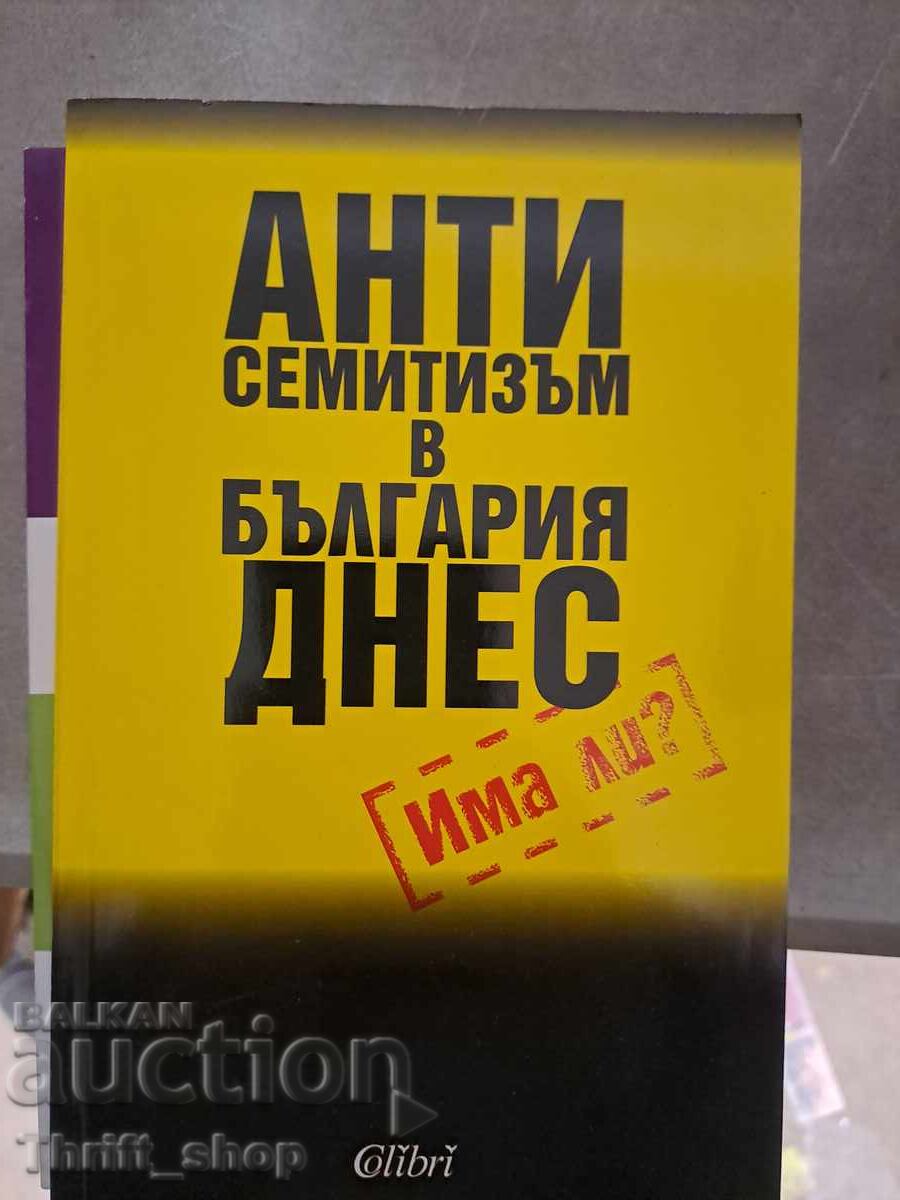 АНТИ
СЕМИТИЗЪМ
В
БЪЛГАРИЯ
ДНЕС
Има ли?
BALKAN
auction
Thrift_shop
Colibri